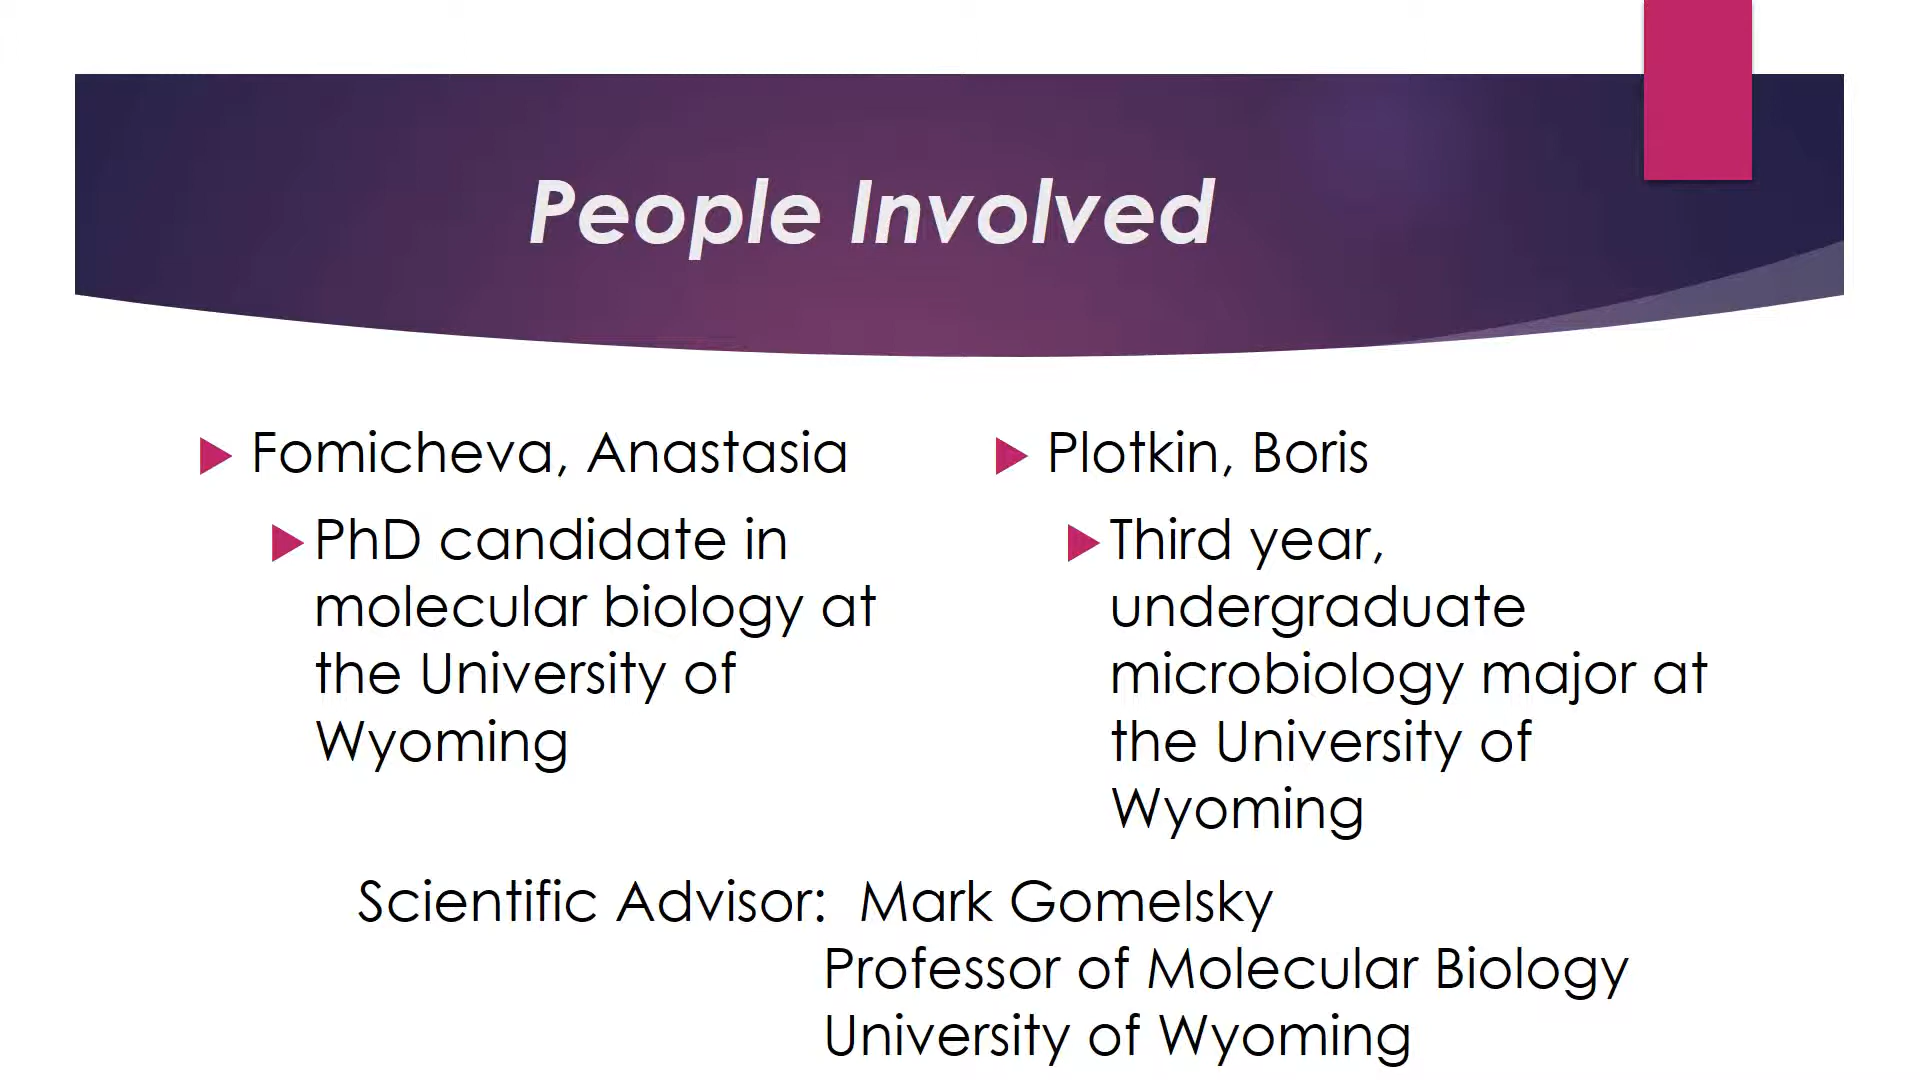 People Involved
Fomicheva, Anastasia
PhD candidate in
molecular biology at
the University of
Wyoming
Plotkin, Boris
Third year,
undergraduate
microbiology major at
the University of
Wyoming
Scientific Advisor: Mark Gomelsky
Professor of Molecular Biology
University of Wyoming